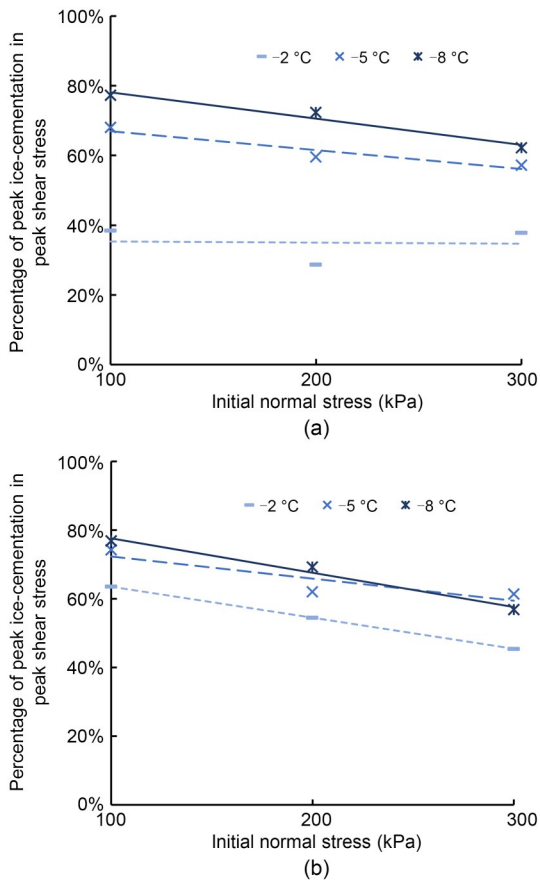 Percentage of peak ice-cementation in
peak shear stress
100%
80%
60%
40%
20%
0%
−2 °C −5 °C −8 °C
100 200 300
Initial normal stress (kPa)
(a)
Percentage of peak ice-cementation in
peak shear stress
100%
80%
60%
40%
20%
0%
−2 °C −5 °C −8 °C
100 200 300
Initial normal stress (kPa)
(b)